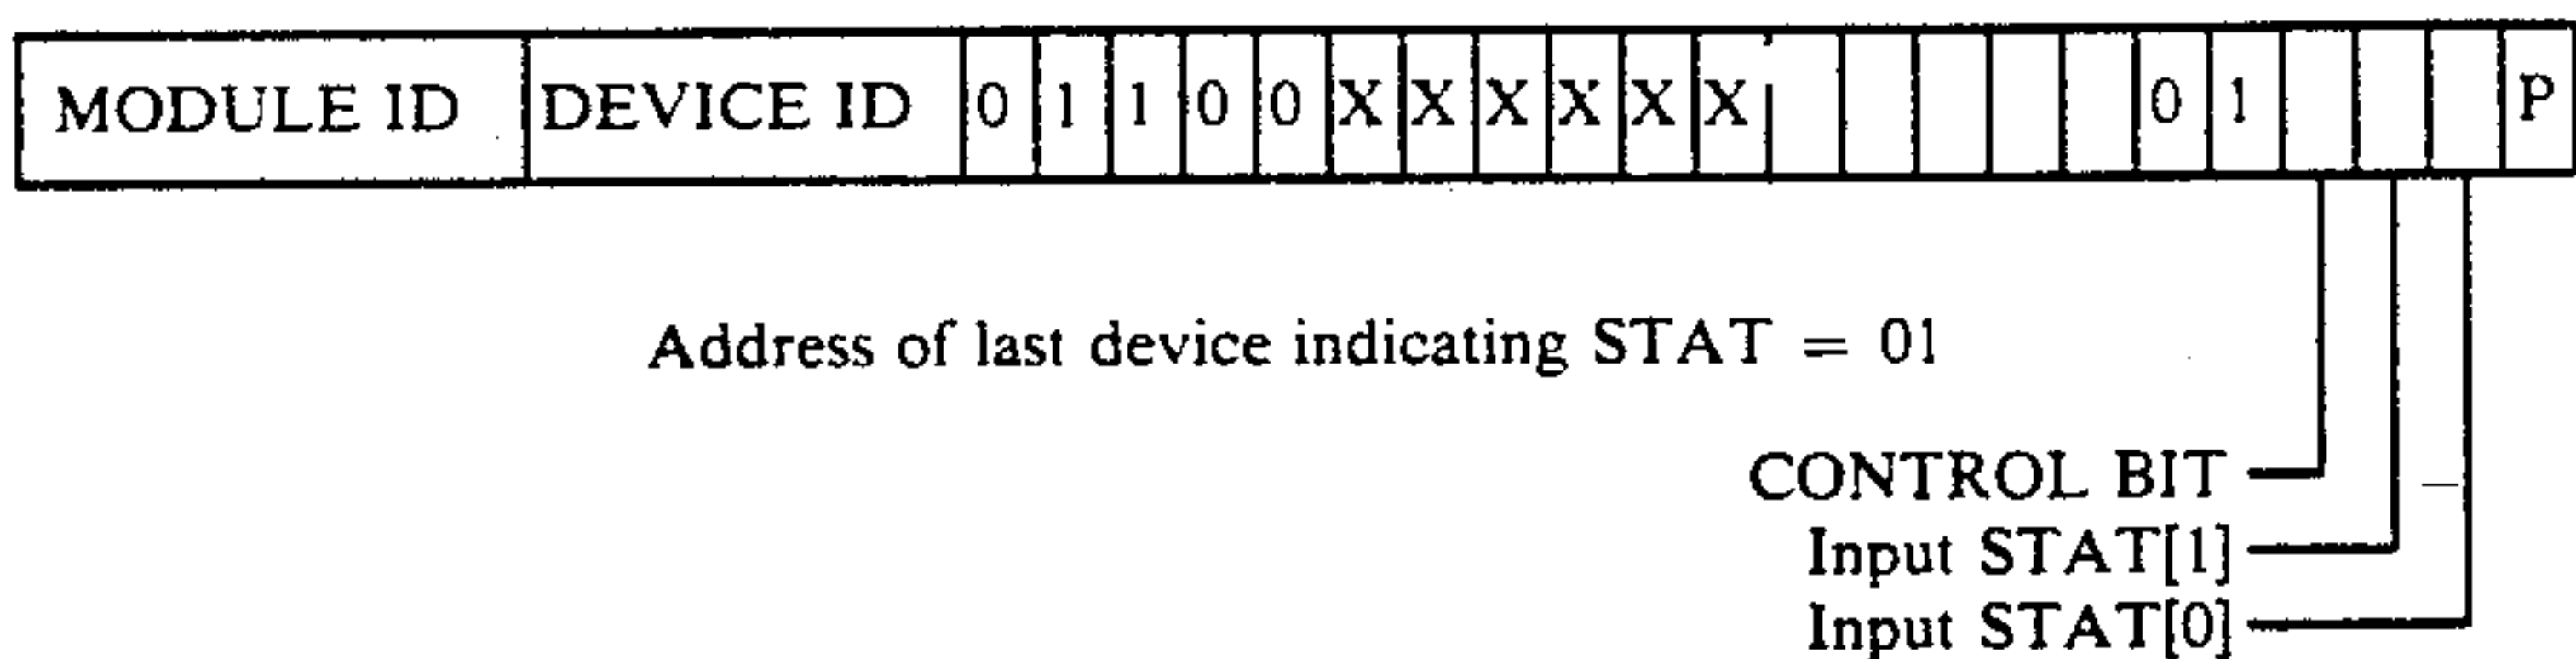 MODULE ID DEVICE ID 0 1 1 0 0 X X X X X X 0 1 P
Address of last device indicating STAT = 01
CONTROL BIT
Input STAT[1]
Input STAT[0]